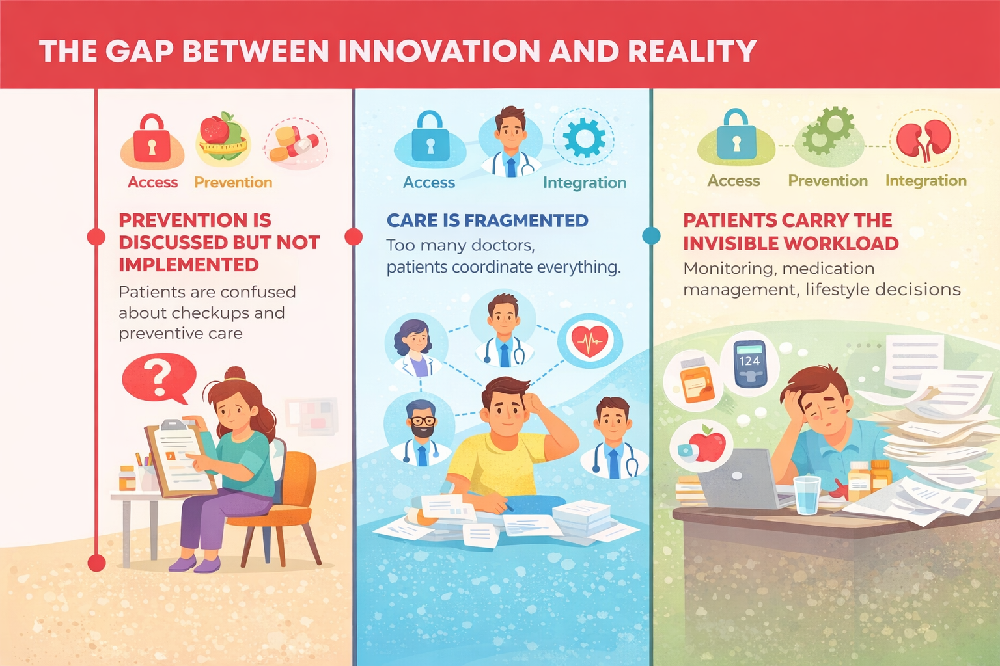 THE GAP BETWEEN INNOVATION AND REALITY
Access
Prevention
PREVENTION IS
DISCUSSED BUT NOT
IMPLEMENTED
Patients are confused
about checkups and
preventive care
?
Access
Integration
CARE IS FRAGMENTED
Too many doctors,
patients coordinate everything.
Access
Prevention
Integration
PATIENTS CARRY THE
INVISIBLE WORKLOAD
Monitoring, medication
management, lifestyle decisions
124